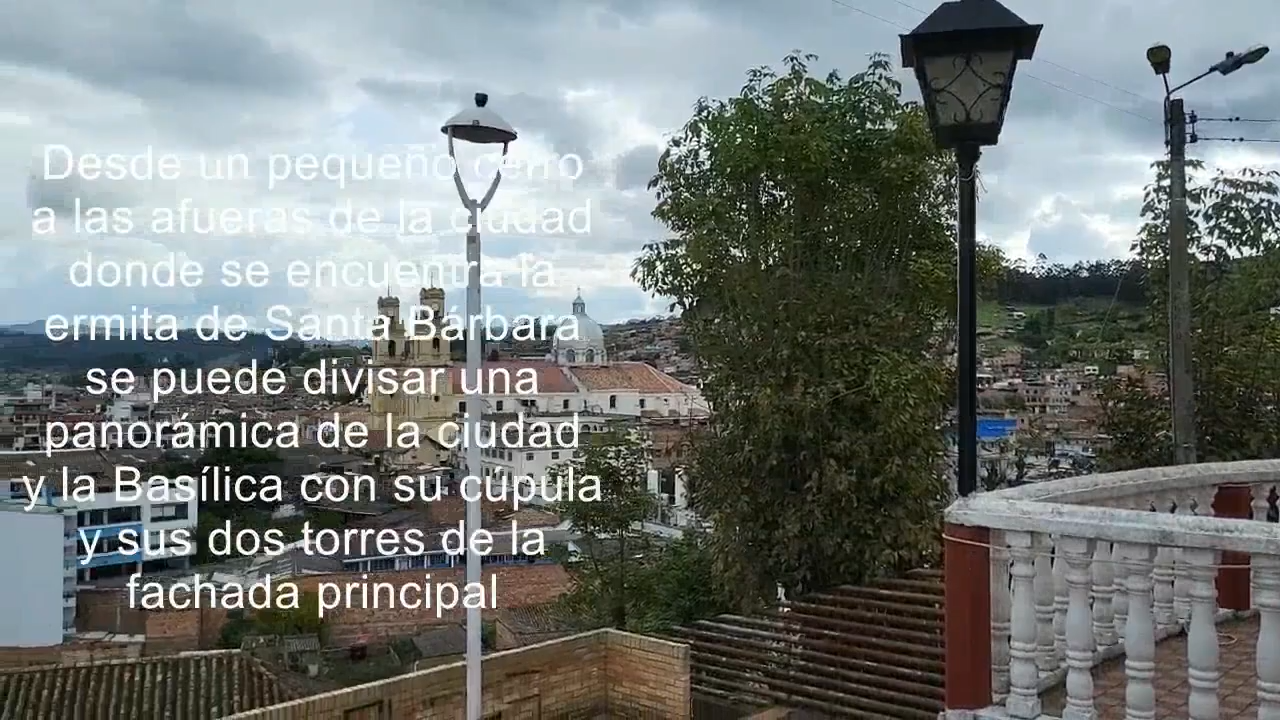 Desde un pequeño cerro
a las afueras de la ciudad
donde se encuentra la
ermita de Santa Bárbara
se puede divisar una
panorámica de la ciudad
y la Basílica con su cúpula
y sus dos torres de la
fachada principal